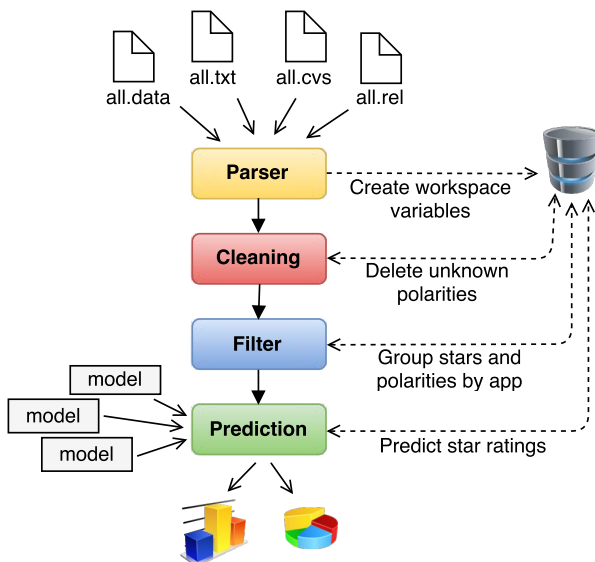 all.data
all.txt
all.cvs
all.rel
Parser
Create workspace
variables
Cleaning
Delete unknown
polarities
Filter
Group stars and
polarities by app
model
model
model
Prediction
Predict star ratings